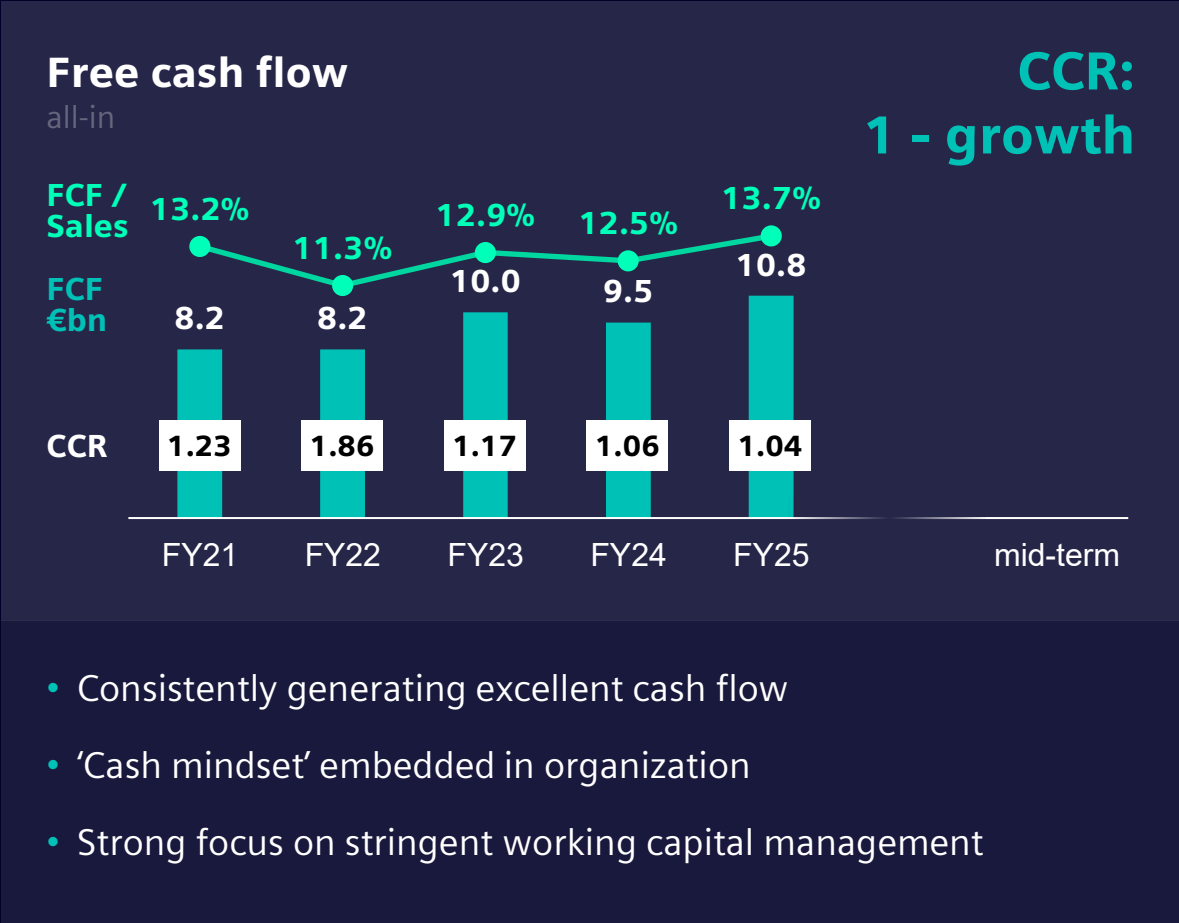 Free cash flow
all-in
CCR:
1 - growth
FCF /
Sales
13.2%
11.3%
12.9%
12.5%
13.7%
FCF
€bn
8.2
8.2
10.0
9.5
10.8
CCR
1.23
1.86
1.17
1.06
1.04
FY21
FY22
FY23
FY24
FY25
mid-term
• Consistently generating excellent cash flow
• ‘Cash mindset’ embedded in organization
• Strong focus on stringent working capital management